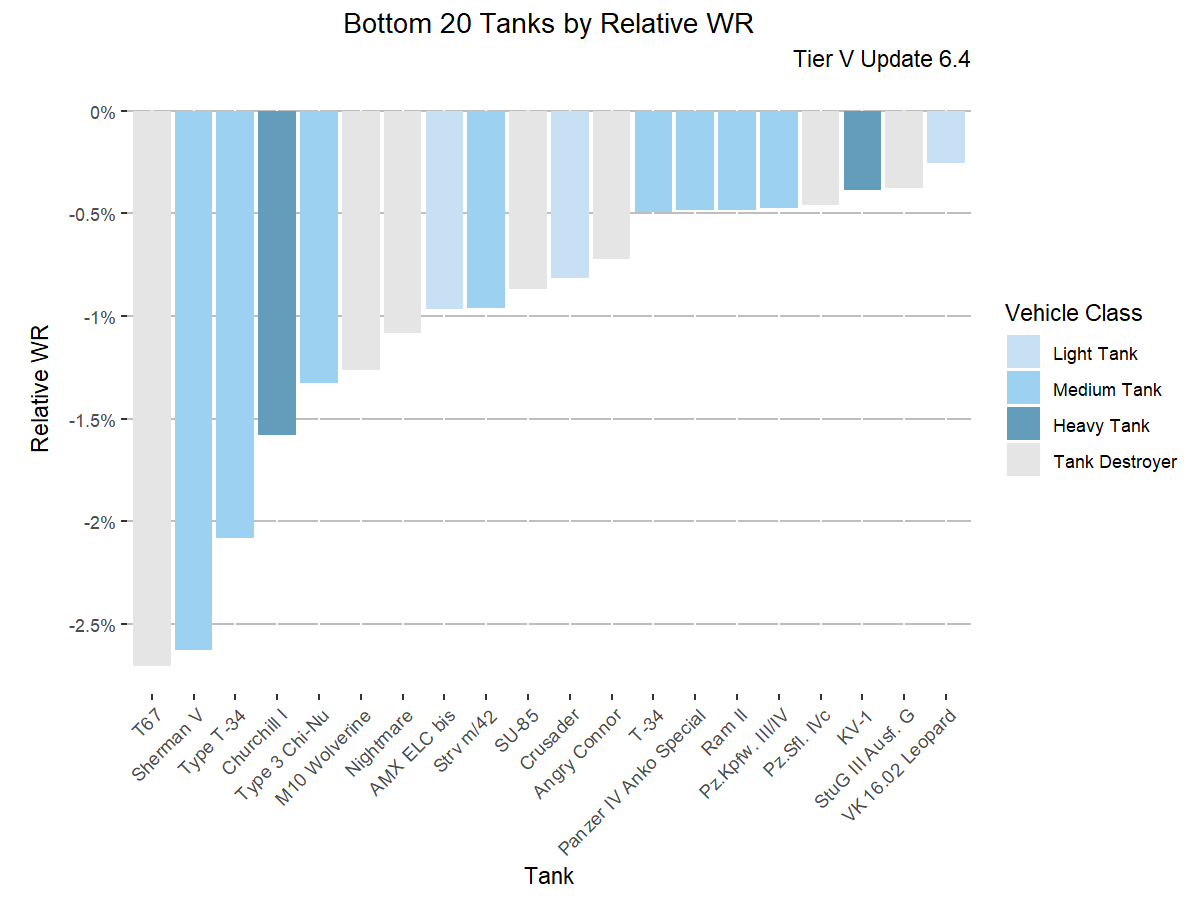 Bottom 20 Tanks by Relative WR
Tier V Update 6.4
0%
-0.5%
-1%
-1.5%
-2%
-2.5%
Relative WR
T67
Sherman V
Type T-34
Churchill I
Type 3 Chi-Nu
M10 Wolverine
Nightmare
AMX ELC bis
Strv m/42
SU-85
Crusader
Angry Connor
T-34
Panzer IV Anko Special
Ram II
Pz.Kpfw. III/IV
Pz.Sfl. IVc
KV-1
StuG III Ausf. G
VK 16.02 Leopard
Tank
Vehicle Class
Light Tank
Medium Tank
Heavy Tank
Tank Destroyer